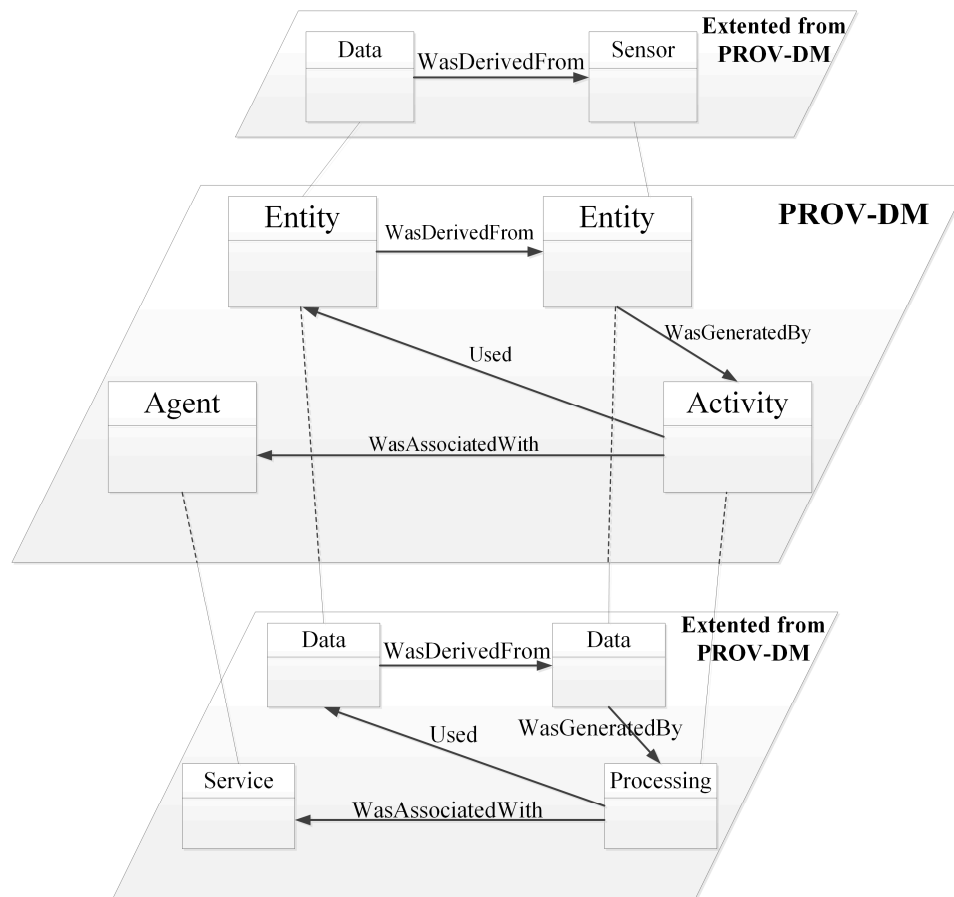 Extented from
PROV-DM
Data
WasDerivedFrom
Sensor
PROV-DM
Entity
WasDerivedFrom
Entity
WasGeneratedBy
Used
Agent
Activity
WasAssociatedWith
Extented from
PROV-DM
Data
WasDerivedFrom
Data
WasGeneratedBy
Used
Service
Processing
WasAssociatedWith